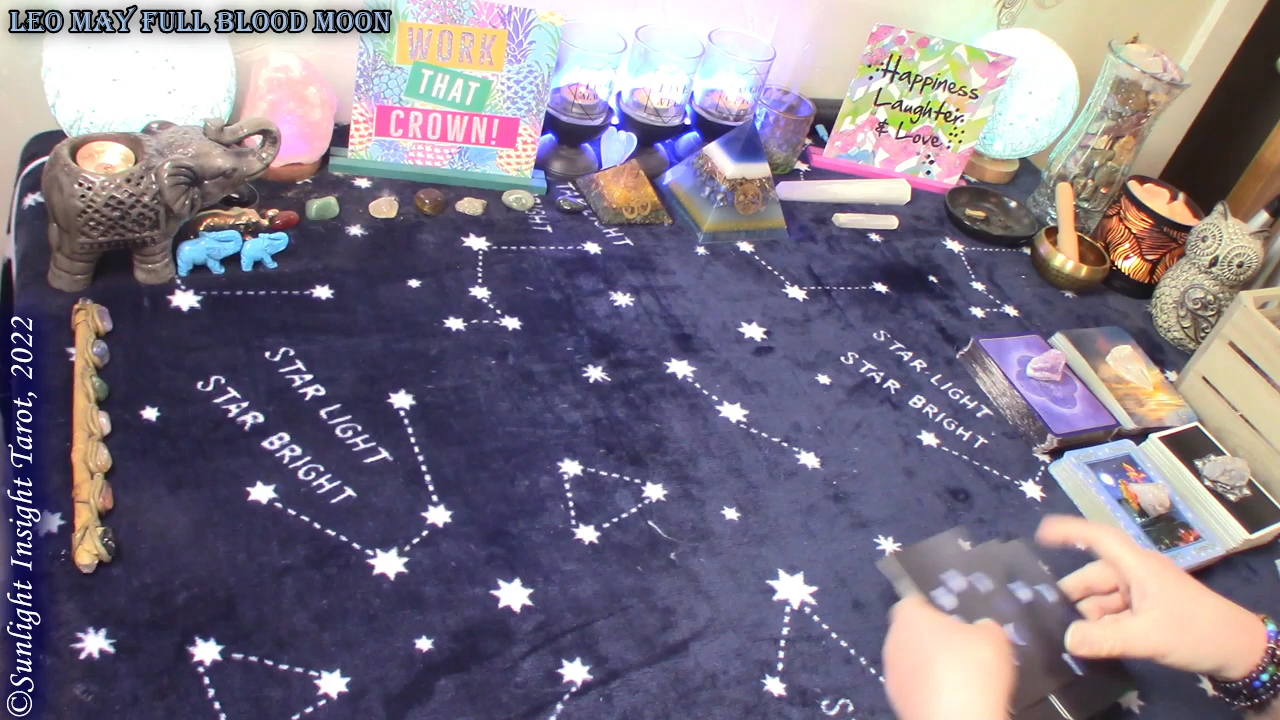 LEO MAY FULL BLOOD MOON
WORK
THAT
CROWN!
Happiness
Laughter
& Love
STAR LIGHT
STAR BRIGHT
STAR LIGHT
STAR BRIGHT
©Sunlight Insight Tarot, 2022